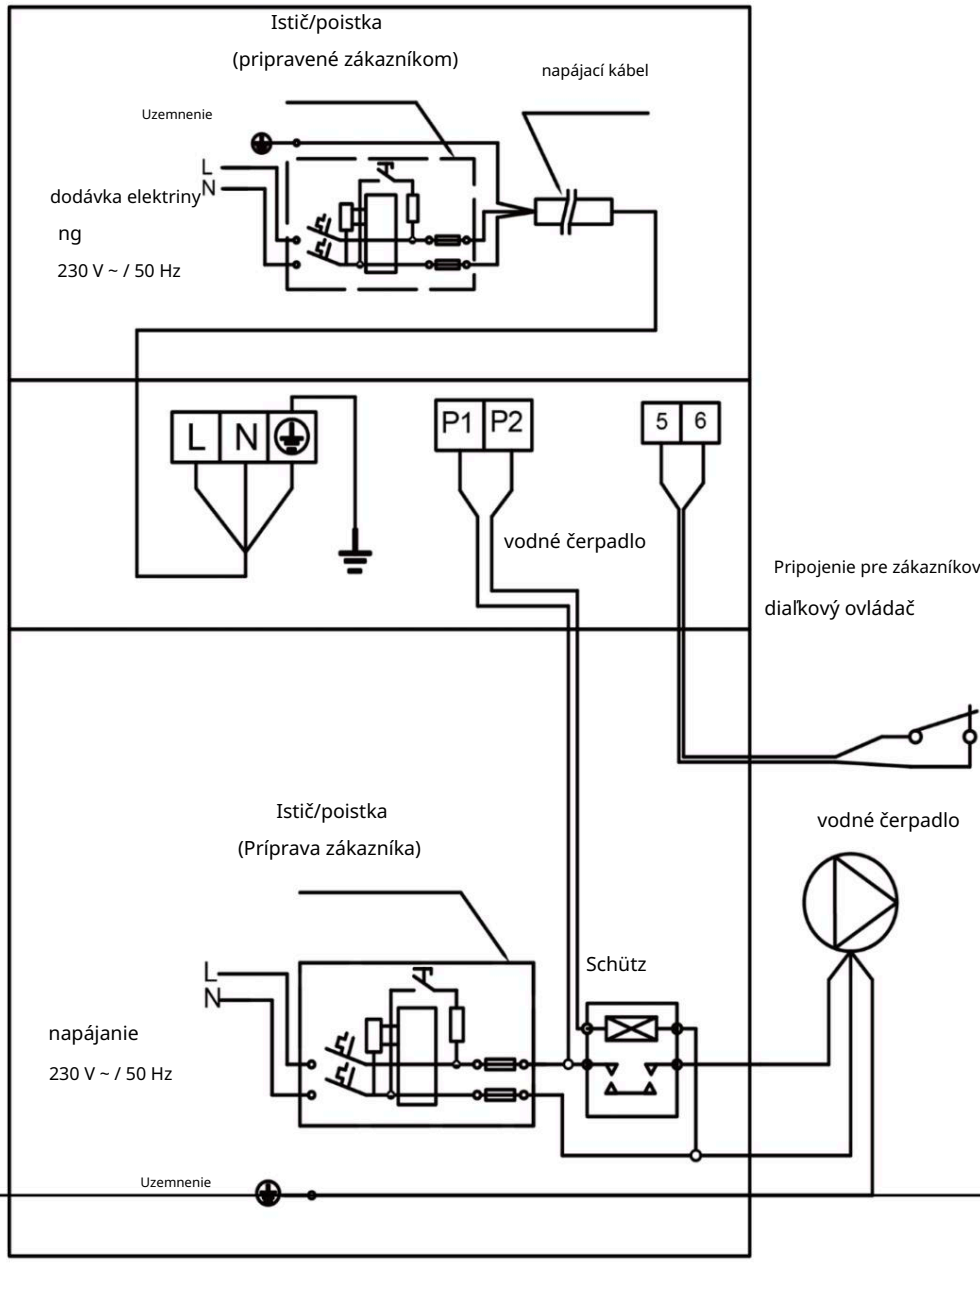 Istič/poistka
(pripravené zákazníkom)
napájací kábel
Uzemnenie
L
N
dodávka elektriny
ng
230 V ~ / 50 Hz
L N
P1 P2
5 6
vodné čerpadlo
Pripojenie pre zákazníkov
diaľkový ovládač
Istič/poistka
(Príprava zákazníka)
vodné čerpadlo
Schütz
L
N
napájanie
230 V ~ / 50 Hz
Uzemnenie